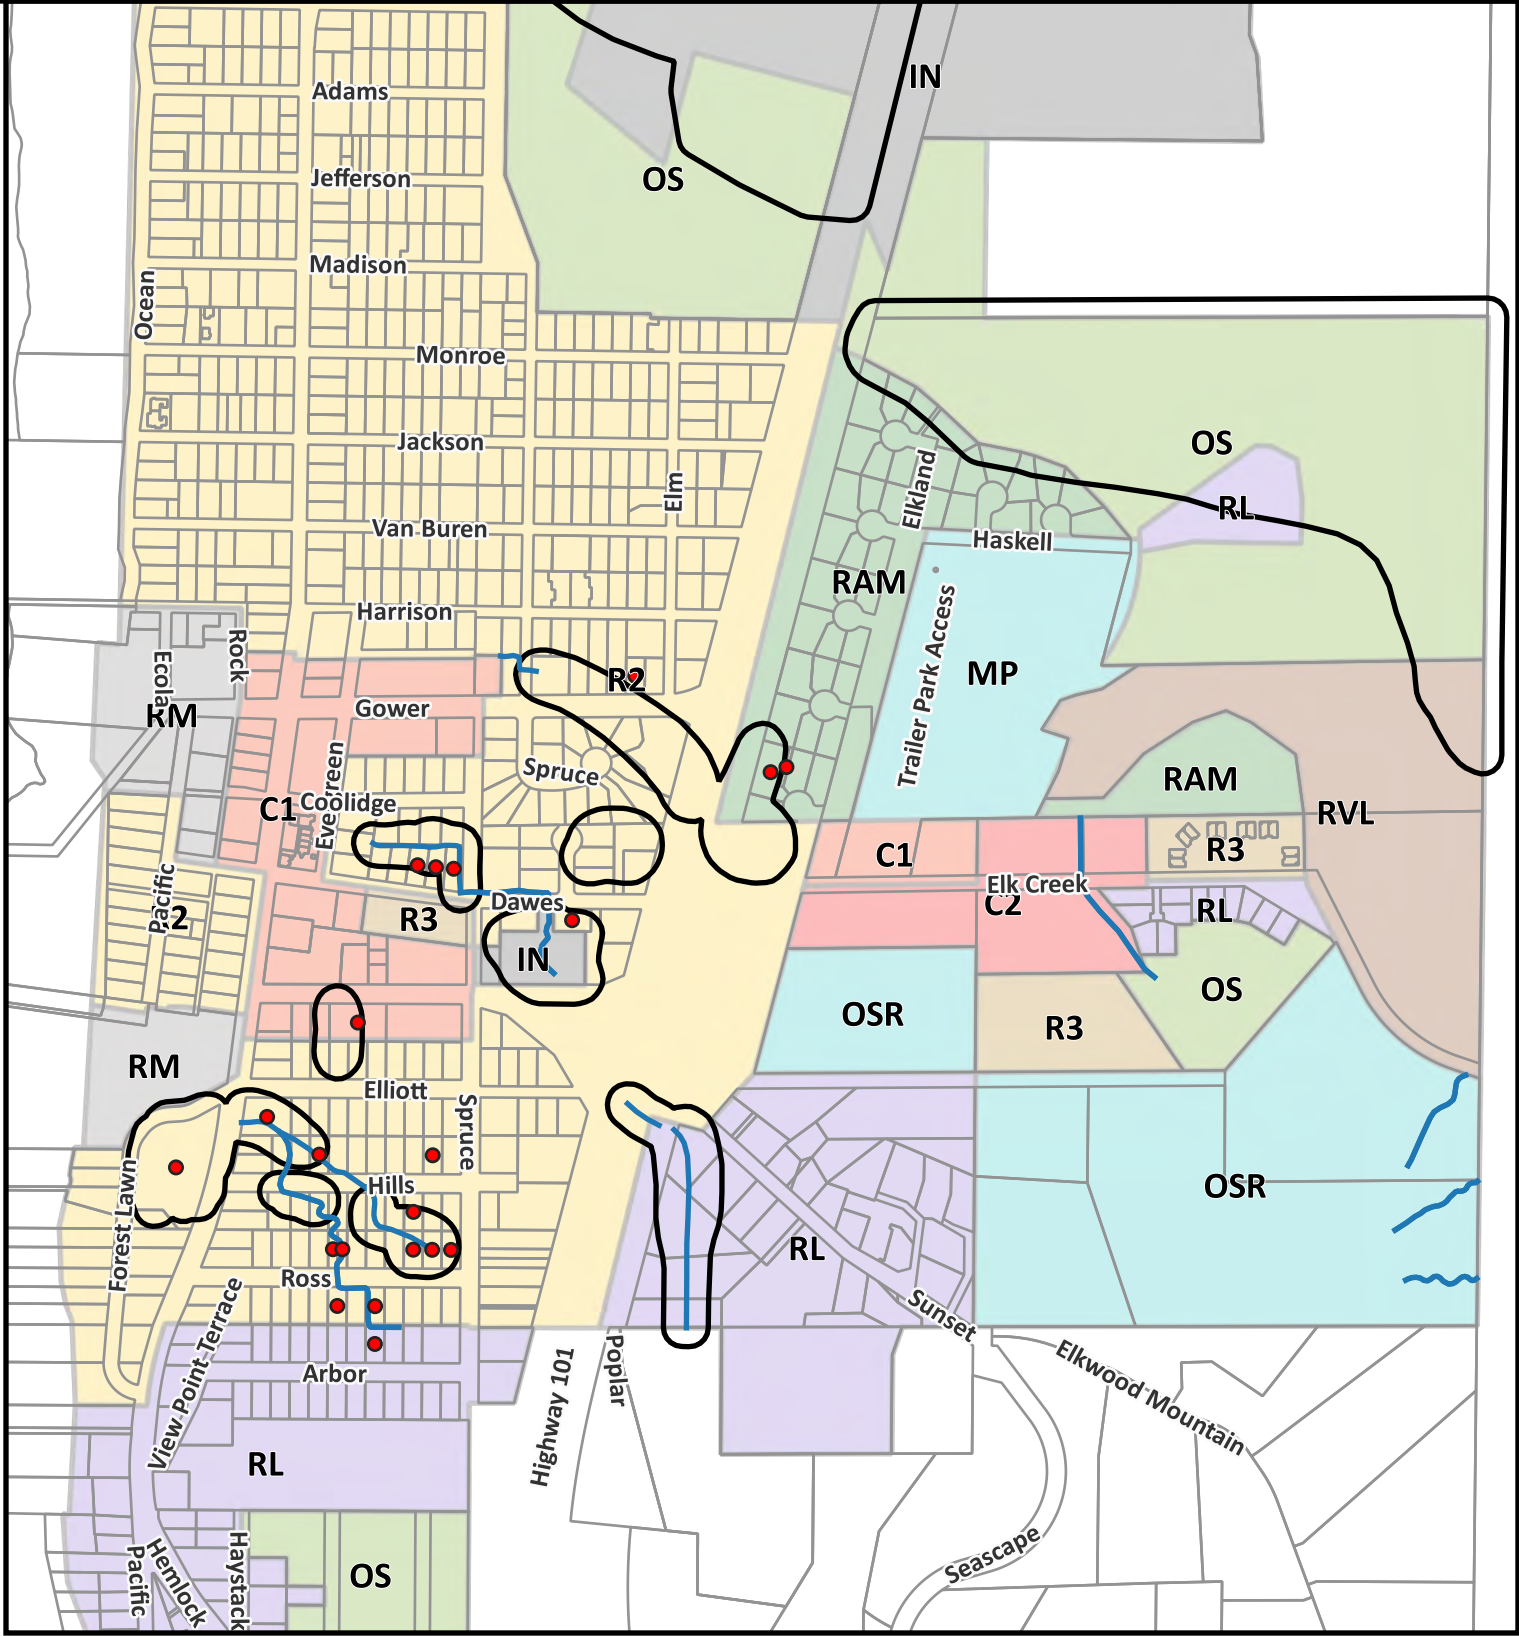 IN
Adams
OS
Jefferson
Madison
Ocean
Monroe
Jackson
OS
Elm
Elkland
RL
Van Buren
Haskell
RAM
Harrison
Rock
Ecola
R2
Trailer Park Access
MP
RM
Gower
Evergreen
Spruce
RAM
C1
Coolidge
RVL
C1
R3
Elk Creek
Pacific
2
R3
Dawes
C2
RL
IN
OS
OSR
R3
RM
Elliott
Spruce
Hills
OSR
Forest Lawn
RL
Ross
Sunset
View Point Terrace
Arbor
Highway 101
Poplar
Elkwood Mountain
RL
Seascape
OS
Pacific
Hemlock
Haystack